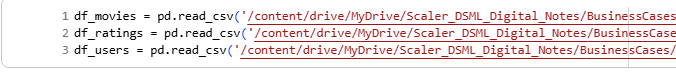 1 df_movies = pd.read_csv('/content/drive/MyDrive/Scaler_DSML_Digital_Notes/BusinessCases
2 df_ratings = pd.read_csv('/content/drive/MyDrive/Scaler_DSML_Digital_Notes/BusinessCases
3 df_users = pd.read_csv('/content/drive/MyDrive/Scaler_DSML_Digital_Notes/BusinessCases/